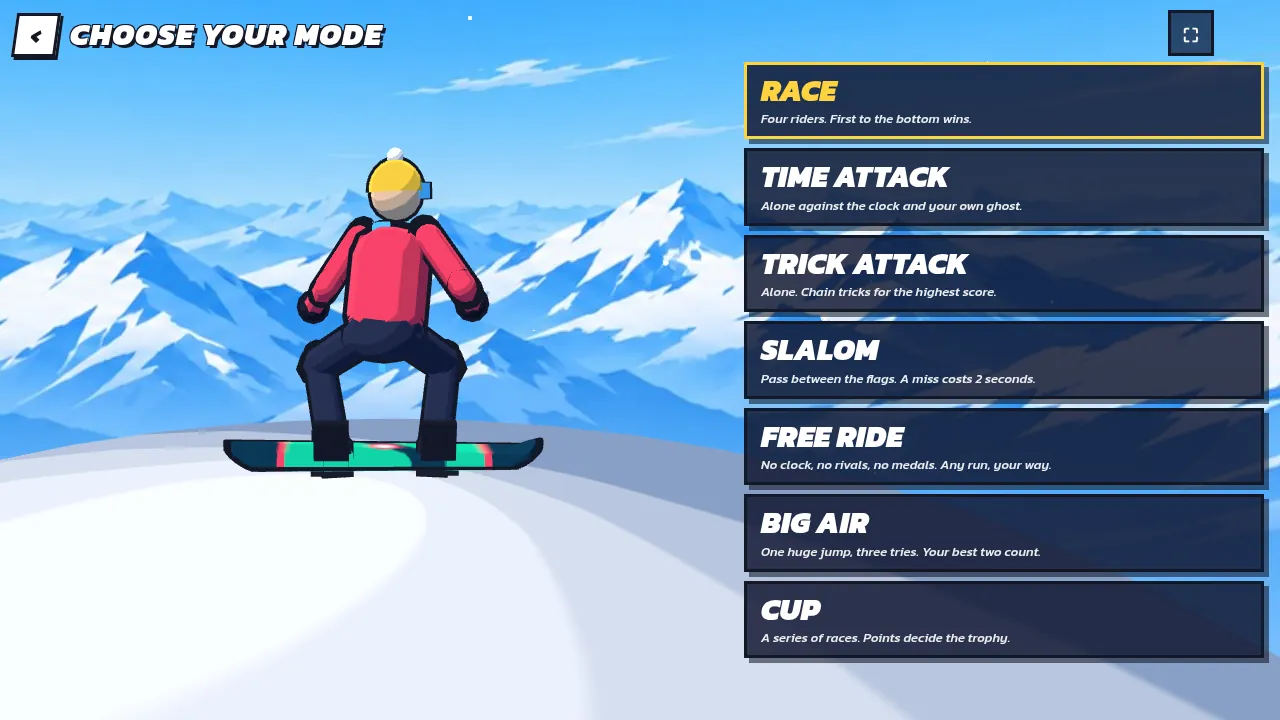 CHOOSE YOUR MODE
RACE
Four riders. First to the bottom wins.
TIME ATTACK
Alone against the clock and your own ghost.
TRICK ATTACK
Alone. Chain tricks for the highest score.
SLALOM
Pass between the flags. A miss costs 2 seconds.
FREE RIDE
No clock, no rivals, no medals. Any run, your way.
BIG AIR
One huge jump, three tries. Your best two count.
CUP
A series of races. Points decide the trophy.